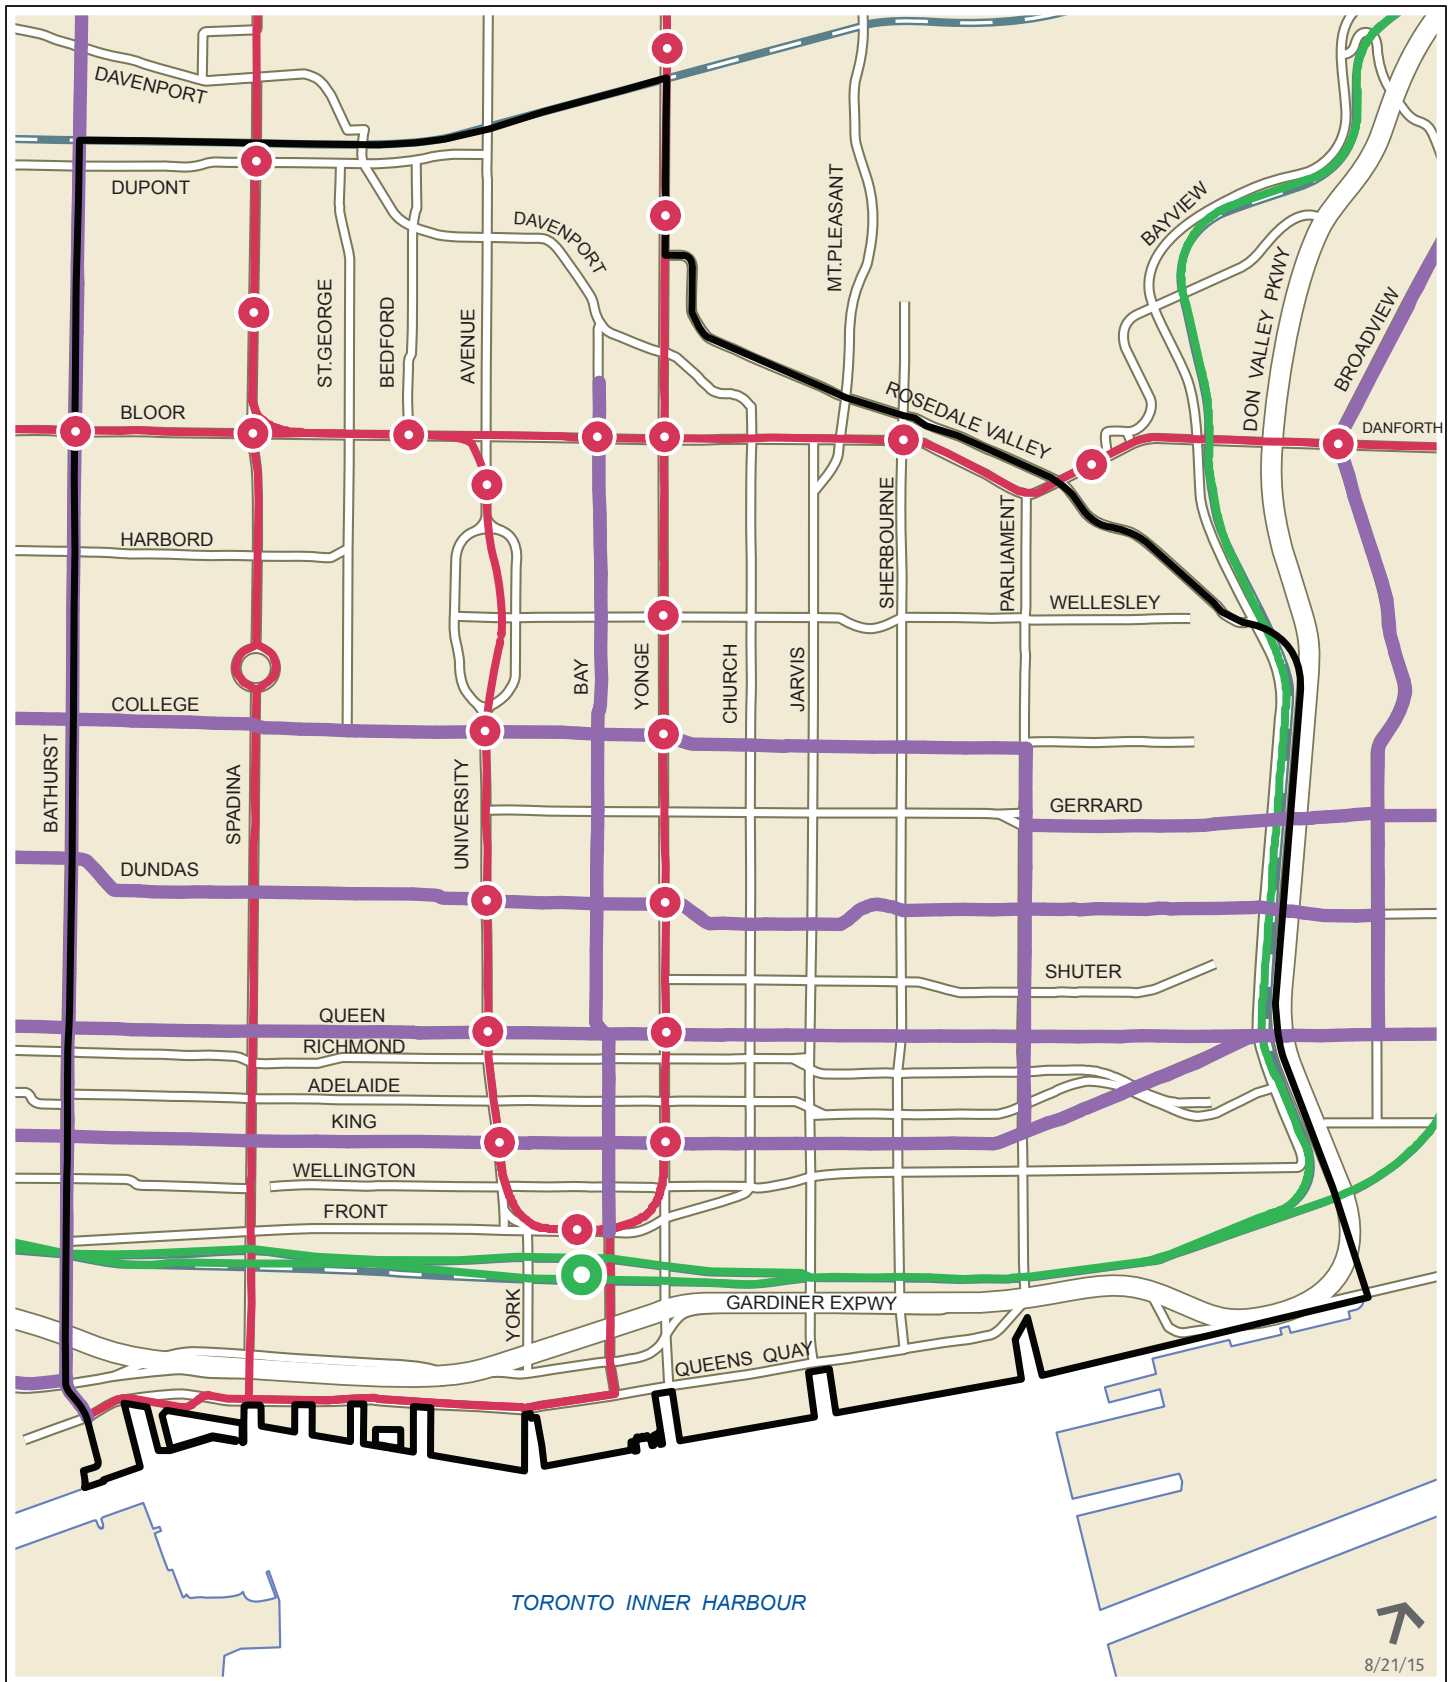 DAVENPORT
DUPONT
MT.PLEASANT
BAYVIEW
DAVENPORT
DON VALLEY PKWY
BROADVIEW
ST.GEORGE
BEDFORD
AVENUE
BLOOR
ROSEDALE VALLEY
DANFORTH
HARBORD
SHERBOURNE
PARLIAMENT
WELLESLEY
COLLEGE
BAY
YONGE
CHURCH
JARVIS
BATHURST
SPADINA
UNIVERSITY
GERRARD
DUNDAS
SHUTER
QUEEN
RICHMOND
ADELAIDE
KING
WELLINGTON
FRONT
YORK
GARDINER EXPWY
QUEENS QUAY
TORONTO INNER HARBOUR
8/21/15